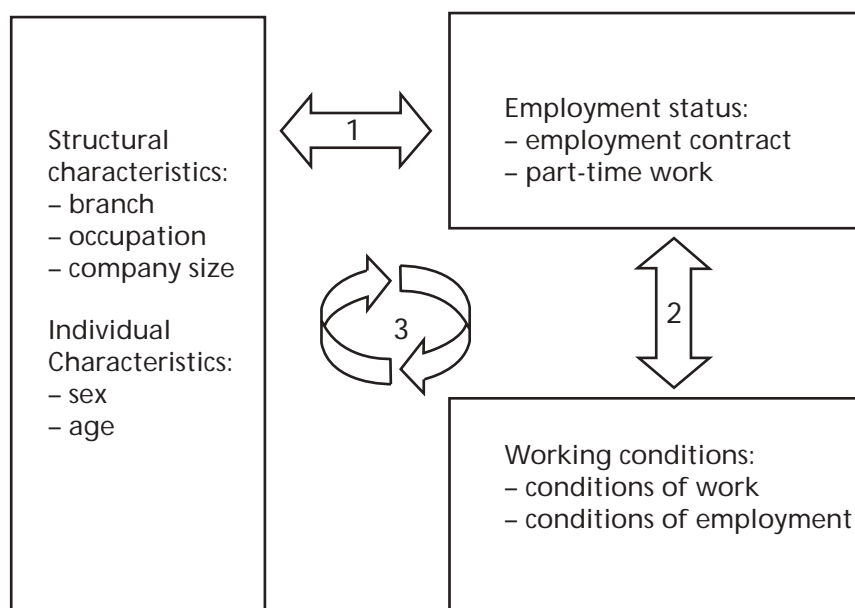 Structural
characteristics:
– branch
– occupation
– company size
Individual
Characteristics:
– sex
– age
1
Employment status:
– employment contract
– part-time work
3
2
Working conditions:
– conditions of work
– conditions of employment